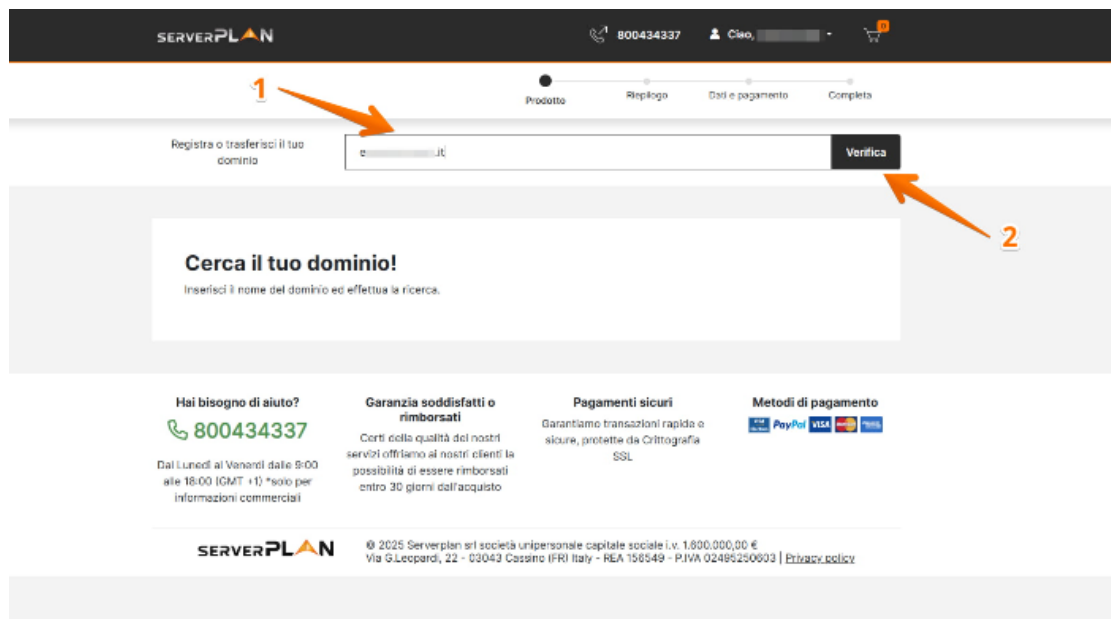 SERVERPLAN
800434337
Ciao,
0
1
Prodotto
Riepilogo
Dati e pagamento
Completa
Registra o trasferisci il tuo
dominio
.it
Verifica
2
Cerca il tuo dominio!
Inserisci il nome del dominio ed effettua la ricerca.
Hai bisogno di aiuto?
800434337
Dal Lunedì al Venerdì dalle 9:00
alle 18:00 (GMT +1) *solo per
informazioni commerciali
Garanzia soddisfatti o
rimborsati
Certi della qualità dei nostri
servizi offriamo ai nostri clienti la
possibilità di essere rimborsati
entro 30 giorni dall'acquisto
Pagamenti sicuri
Garantiamo transazioni rapide e
sicure, protette da Crittografia
SSL
Metodi di pagamento
PayPal VISA
SERVERPLAN
© 2025 Serverplan srl società unipersonale capitale sociale i.v. 1.600.000,00 €
Via G.Leopardi, 22 - 03043 Cassino (FR) Italy - REA 156549 - P.IVA 02495250603 | Privacy policy